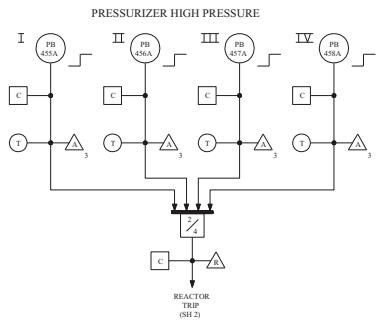 PRESSURIZER HIGH PRESSURE
I II III IV
PB 455A
PB 456A
PB 457A
PB 458A
C C C C
T A 3 T A 3 T A 3 T A 3
2/4
C R
REACTOR
TRIP
(SH 2)